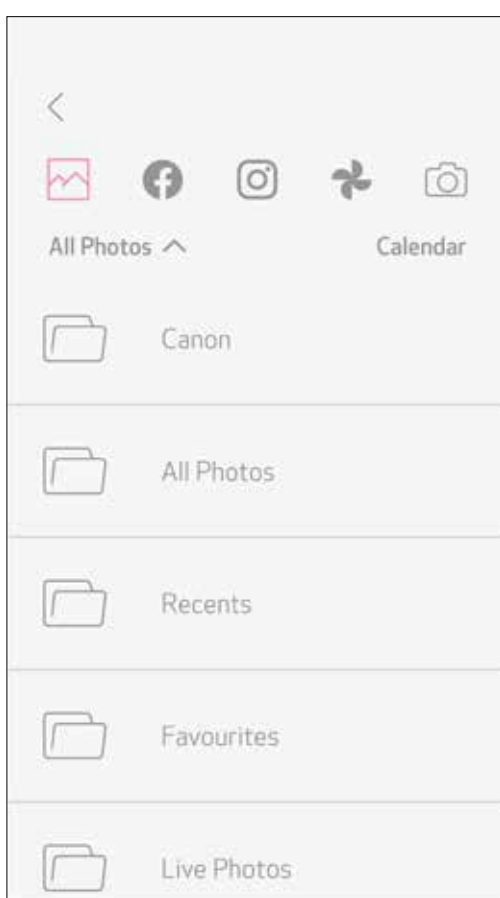 All Photos Calendar
Canon
All Photos
Recents
Favourites
Live Photos